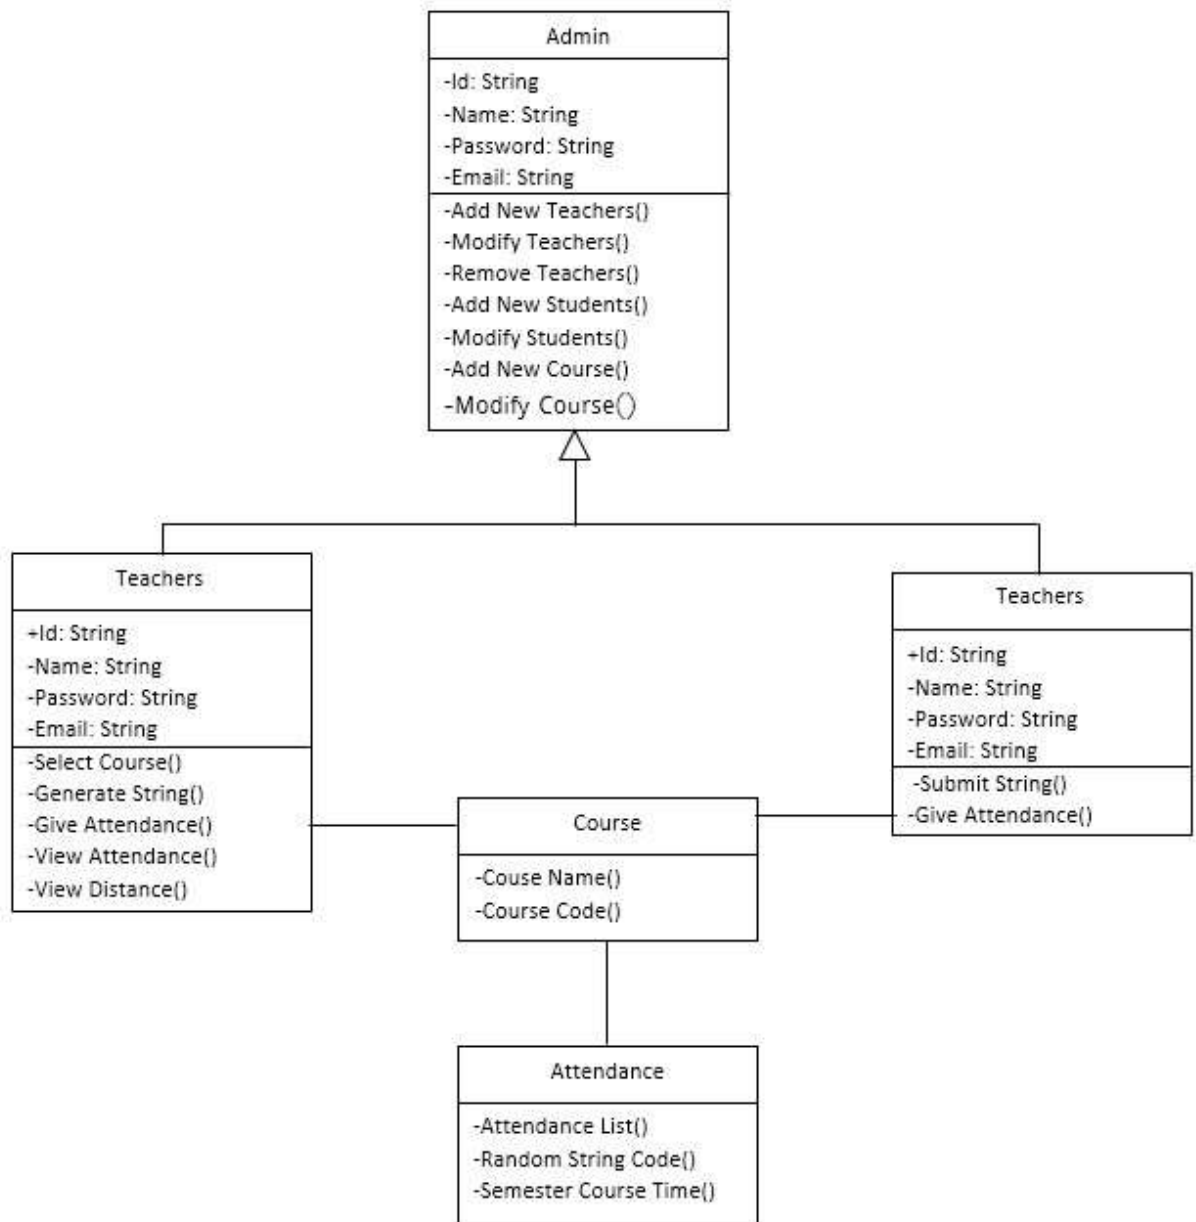 Admin
-Id: String
-Name: String
-Password: String
-Email: String
-Add New Teachers()
-Modify Teachers()
-Remove Teachers()
-Add New Students()
-Modify Students()
-Add New Course()
-Modify Course()
Teachers
+Id: String
-Name: String
-Password: String
-Email: String
-Select Course()
-Generate String()
-Give Attendance()
-View Attendance()
-View Distance()
Teachers
+Id: String
-Name: String
-Password: String
-Email: String
-Submit String()
-Give Attendance()
Course
-Couse Name()
-Course Code()
Attendance
-Attendance List()
-Random String Code()
-Semester Course Time()